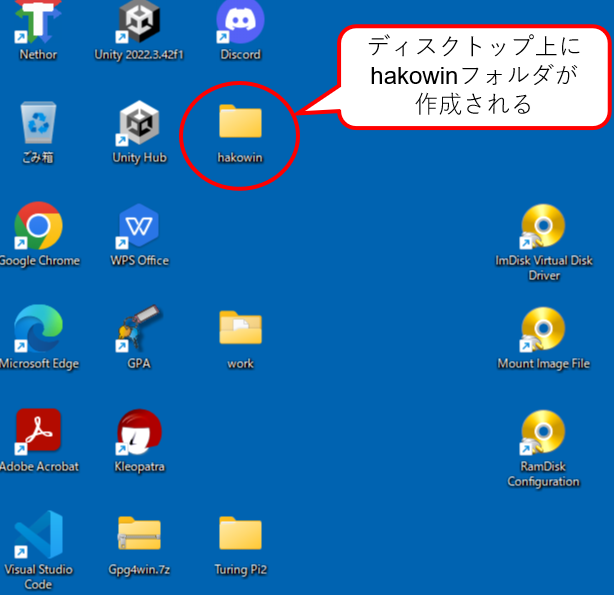 ディスクトップ上に
hakowinフォルダが
作成される
Nethor
Unity 2022.3.42f1
Discord
ごみ箱
Unity Hub
hakowin
Google Chrome
WPS Office
ImDisk Virtual Disk
Driver
Microsoft Edge
GPA
work
Mount Image File
Adobe Acrobat
Kleopatra
RamDisk
Configuration
Visual Studio
Code
Gpg4win.7z
Turing Pi2